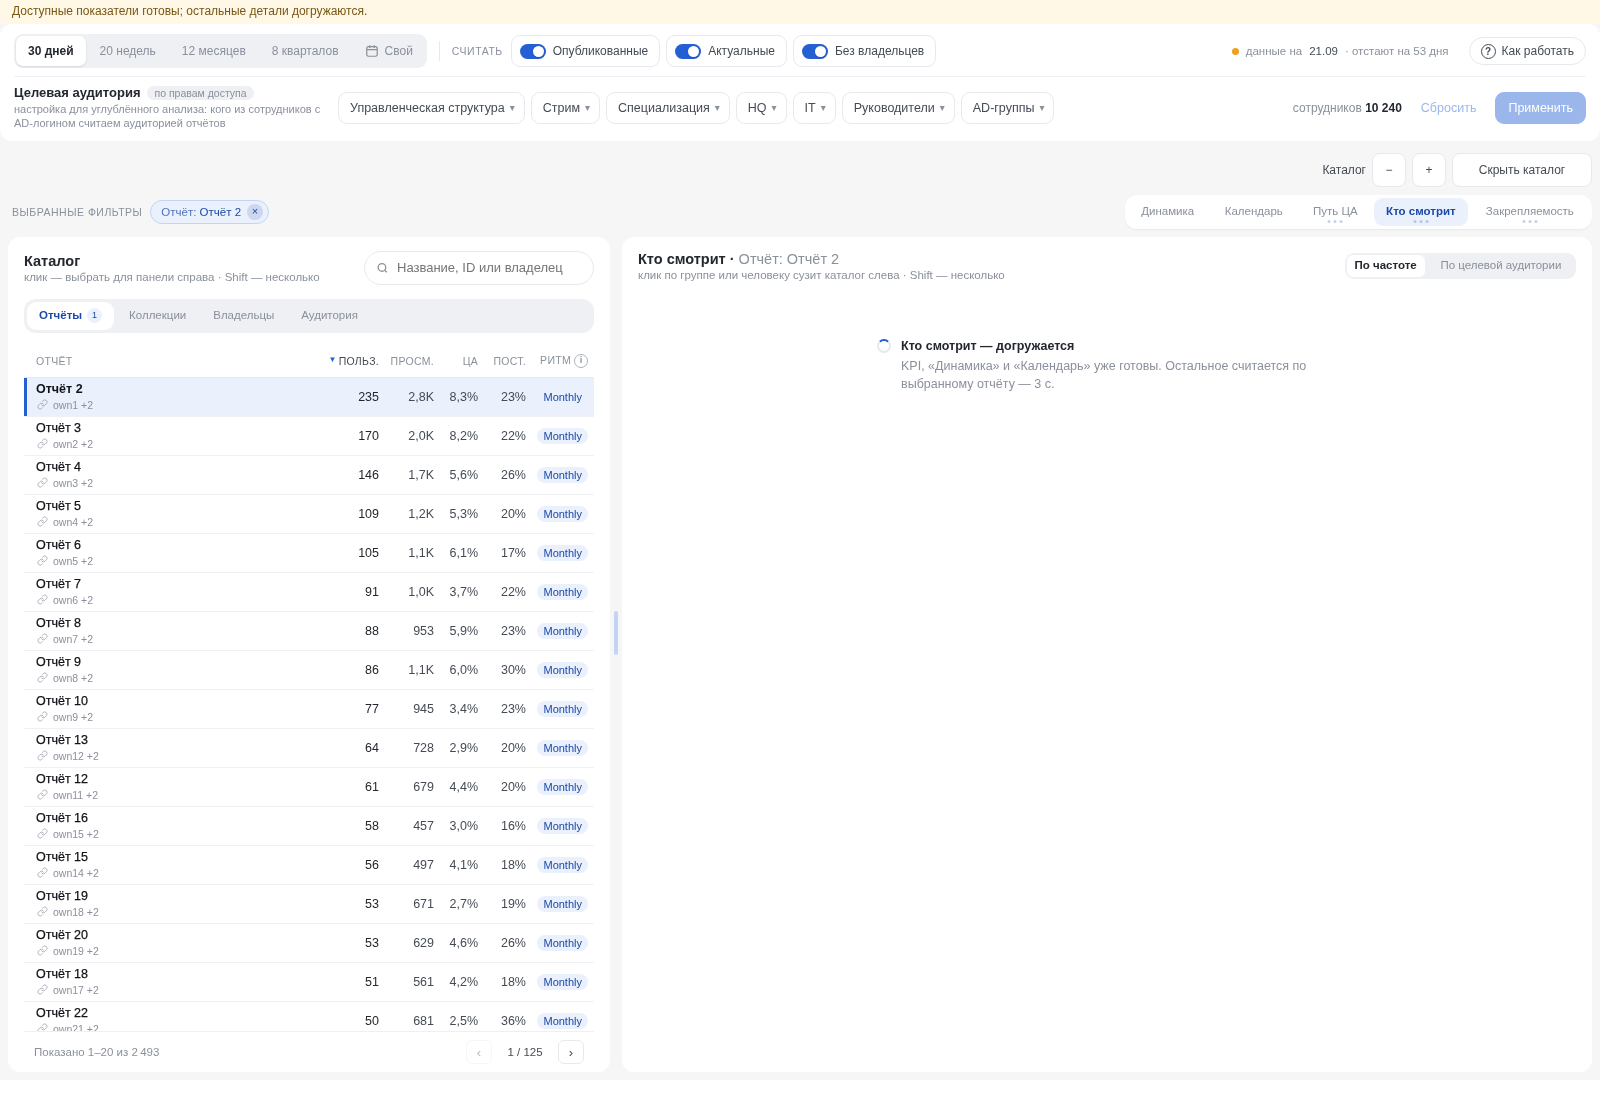 Доступные показатели готовы; остальные детали догружаются.
30 дней 20 недель 12 месяцев 8 кварталов Свой СЧИТАТЬ Опубликованные Актуальные Без владельцев данные на 21.09 · отстают на 53 дня ? Как работать
Целевая аудитория по правам доступа
настройка для углублённого анализа: кого из сотрудников с
AD-логином считаем аудиторией отчётов
Управленческая структура ▾ Стрим ▾ Специализация ▾ HQ ▾ IT ▾ Руководители ▾ AD-группы ▾ сотрудников 10 240 Сбросить Применить
Каталог − + Скрыть каталог
ВЫБРАННЫЕ ФИЛЬТРЫ Отчёт: Отчёт 2 × Динамика Календарь Путь ЦА Кто смотрит Закрепляемость
Каталог
клик — выбрать для панели справа · Shift — несколько
Название, ID или владелец
Отчёты 1 Коллекции Владельцы Аудитория
ОТЧЁТ ▼ ПОЛЬЗ. ПРОСМ. ЦА ПОСТ. РИТМ i
Отчёт 2
own1 +2
235 2,8K 8,3% 23% Monthly
Отчёт 3
own2 +2
170 2,0K 8,2% 22% Monthly
Отчёт 4
own3 +2
146 1,7K 5,6% 26% Monthly
Отчёт 5
own4 +2
109 1,2K 5,3% 20% Monthly
Отчёт 6
own5 +2
105 1,1K 6,1% 17% Monthly
Отчёт 7
own6 +2
91 1,0K 3,7% 22% Monthly
Отчёт 8
own7 +2
88 953 5,9% 23% Monthly
Отчёт 9
own8 +2
86 1,1K 6,0% 30% Monthly
Отчёт 10
own9 +2
77 945 3,4% 23% Monthly
Отчёт 13
own12 +2
64 728 2,9% 20% Monthly
Отчёт 12
own11 +2
61 679 4,4% 20% Monthly
Отчёт 16
own15 +2
58 457 3,0% 16% Monthly
Отчёт 15
own14 +2
56 497 4,1% 18% Monthly
Отчёт 19
own18 +2
53 671 2,7% 19% Monthly
Отчёт 20
own19 +2
53 629 4,6% 26% Monthly
Отчёт 18
own17 +2
51 561 4,2% 18% Monthly
Отчёт 22
own21 +2
50 681 2,5% 36% Monthly
Показано 1–20 из 2 493 ‹ 1 / 125 ›
Кто смотрит · Отчёт: Отчёт 2
клик по группе или человеку сузит каталог слева · Shift — несколько
По частоте По целевой аудитории
Кто смотрит — догружается
KPI, «Динамика» и «Календарь» уже готовы. Остальное считается по
выбранному отчёту — 3 с.